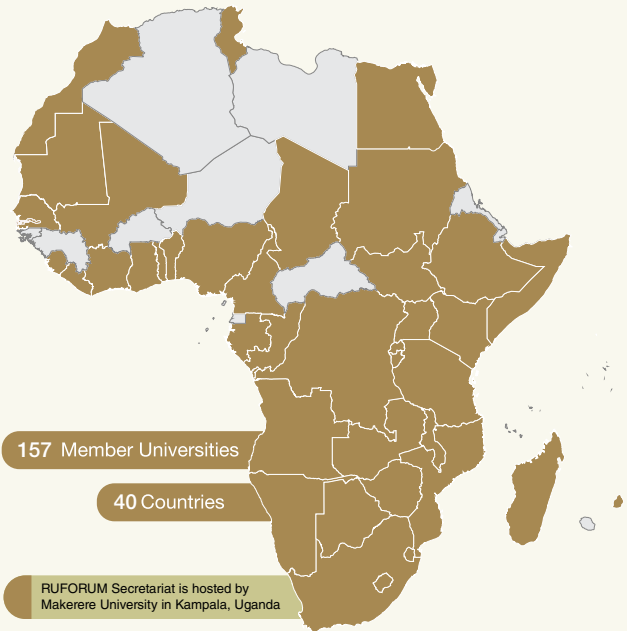 157 Member Universities
40 Countries
RUFORUM Secretariat is hosted by
Makerere University in Kampala, Uganda